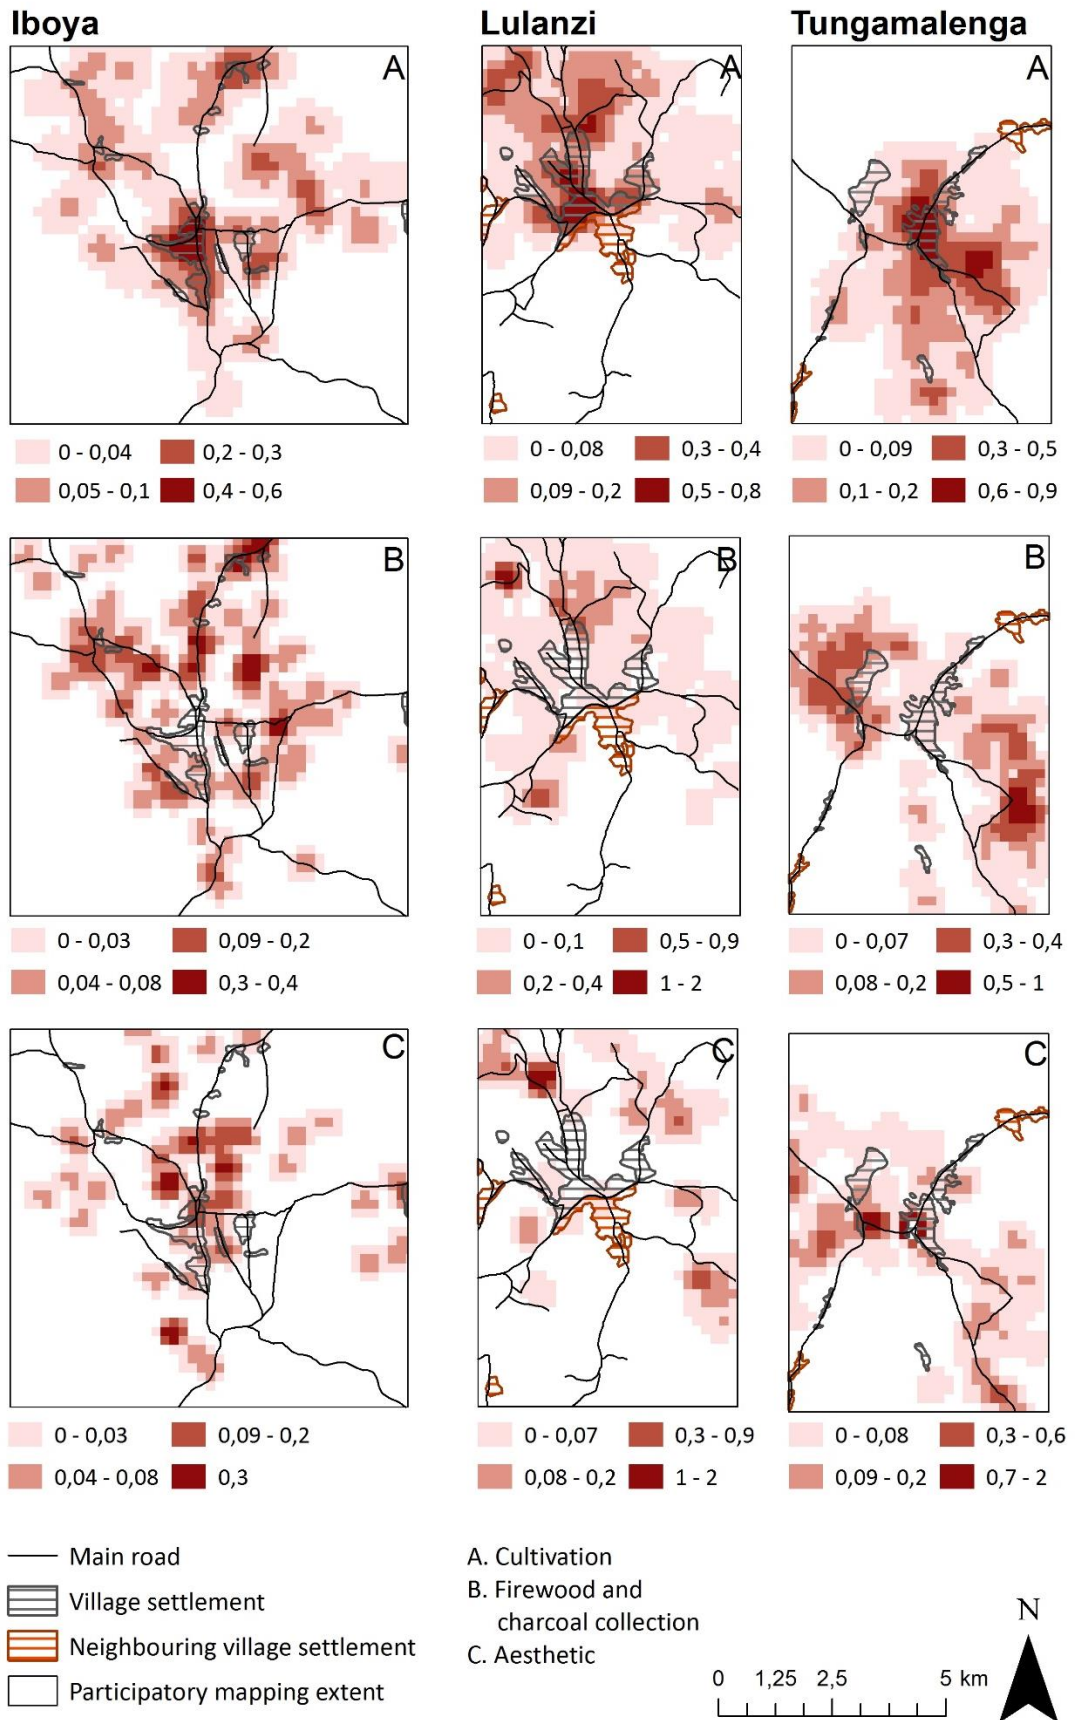 Iboya
Lulanzi
Tungamalenga
A
A
A
0 - 0,04
0,2 - 0,3
0,05 - 0,1
0,4 - 0,6
0 - 0,08
0,3 - 0,4
0,09 - 0,2
0,5 - 0,8
0 - 0,09
0,3 - 0,5
0,1 - 0,2
0,6 - 0,9
B
B
B
0 - 0,03
0,09 - 0,2
0,04 - 0,08
0,3 - 0,4
0 - 0,1
0,5 - 0,9
0,2 - 0,4
1 - 2
0 - 0,07
0,3 - 0,4
0,08 - 0,2
0,5 - 1
C
C
C
0 - 0,03
0,09 - 0,2
0,04 - 0,08
0,3
0 - 0,07
0,3 - 0,9
0,08 - 0,2
1 - 2
0 - 0,08
0,3 - 0,6
0,09 - 0,2
0,7 - 2
Main road
Village settlement
Neighbouring village settlement
Participatory mapping extent
A. Cultivation
B. Firewood and
charcoal collection
C. Aesthetic
N
0 1,25 2,5 5 km